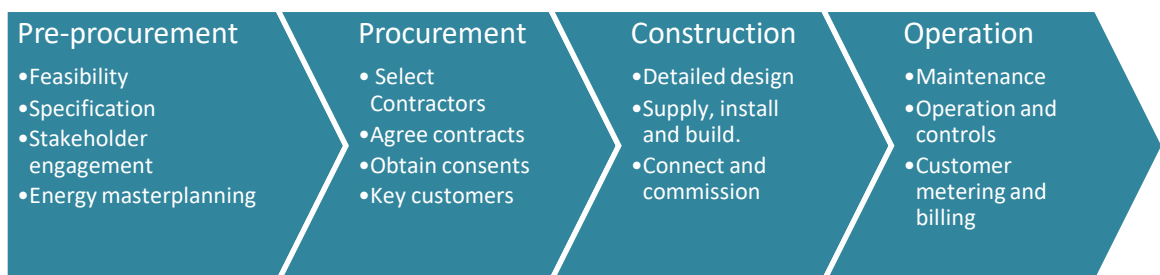 Pre-procurement
•Feasibility
•Specification
•Stakeholder
engagement
•Energy masterplanning
Procurement
• Select
Contractors
•Agree contracts
•Obtain consents
•Key customers
Construction
•Detailed design
•Supply, install
and build.
•Connect and
commission
Operation
•Maintenance
•Operation and
controls
•Customer
metering and
billing